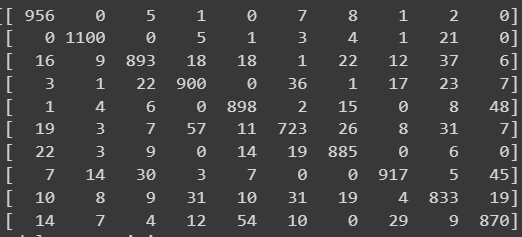 [[ 956 0 5 1 0 7 8 1 2 0]
[ 0 1100 0 5 1 3 4 1 21 0]
[ 16 9 893 18 18 1 22 12 37 6]
[ 3 1 22 900 0 36 1 17 23 7]
[ 1 4 6 0 898 2 15 0 8 48]
[ 19 3 7 57 11 723 26 8 31 7]
[ 22 3 9 0 14 19 885 0 6 0]
[ 7 14 30 3 7 0 0 917 5 45]
[ 10 8 9 31 10 31 19 4 833 19]
[ 14 7 4 12 54 10 0 29 9 870]